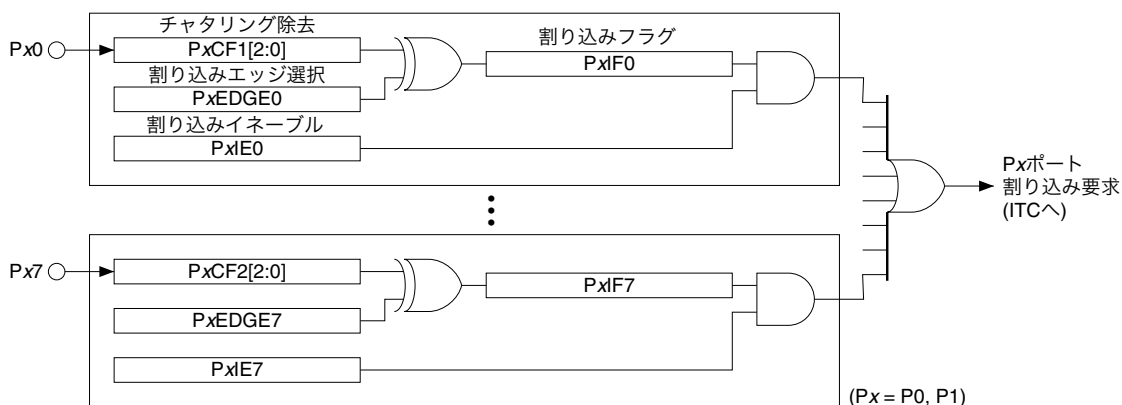 チャタリング除去
Px0
PxCF1[2:0]
割り込みフラグ
PxIF0
割り込みエッジ選択
PxEDGE0
割り込みイネーブル
PxIE0
Pxポート
割り込み要求
(ITCへ)
Px7
PxCF2[2:0]
PxIF7
PxEDGE7
PxIE7
(Px = P0, P1)